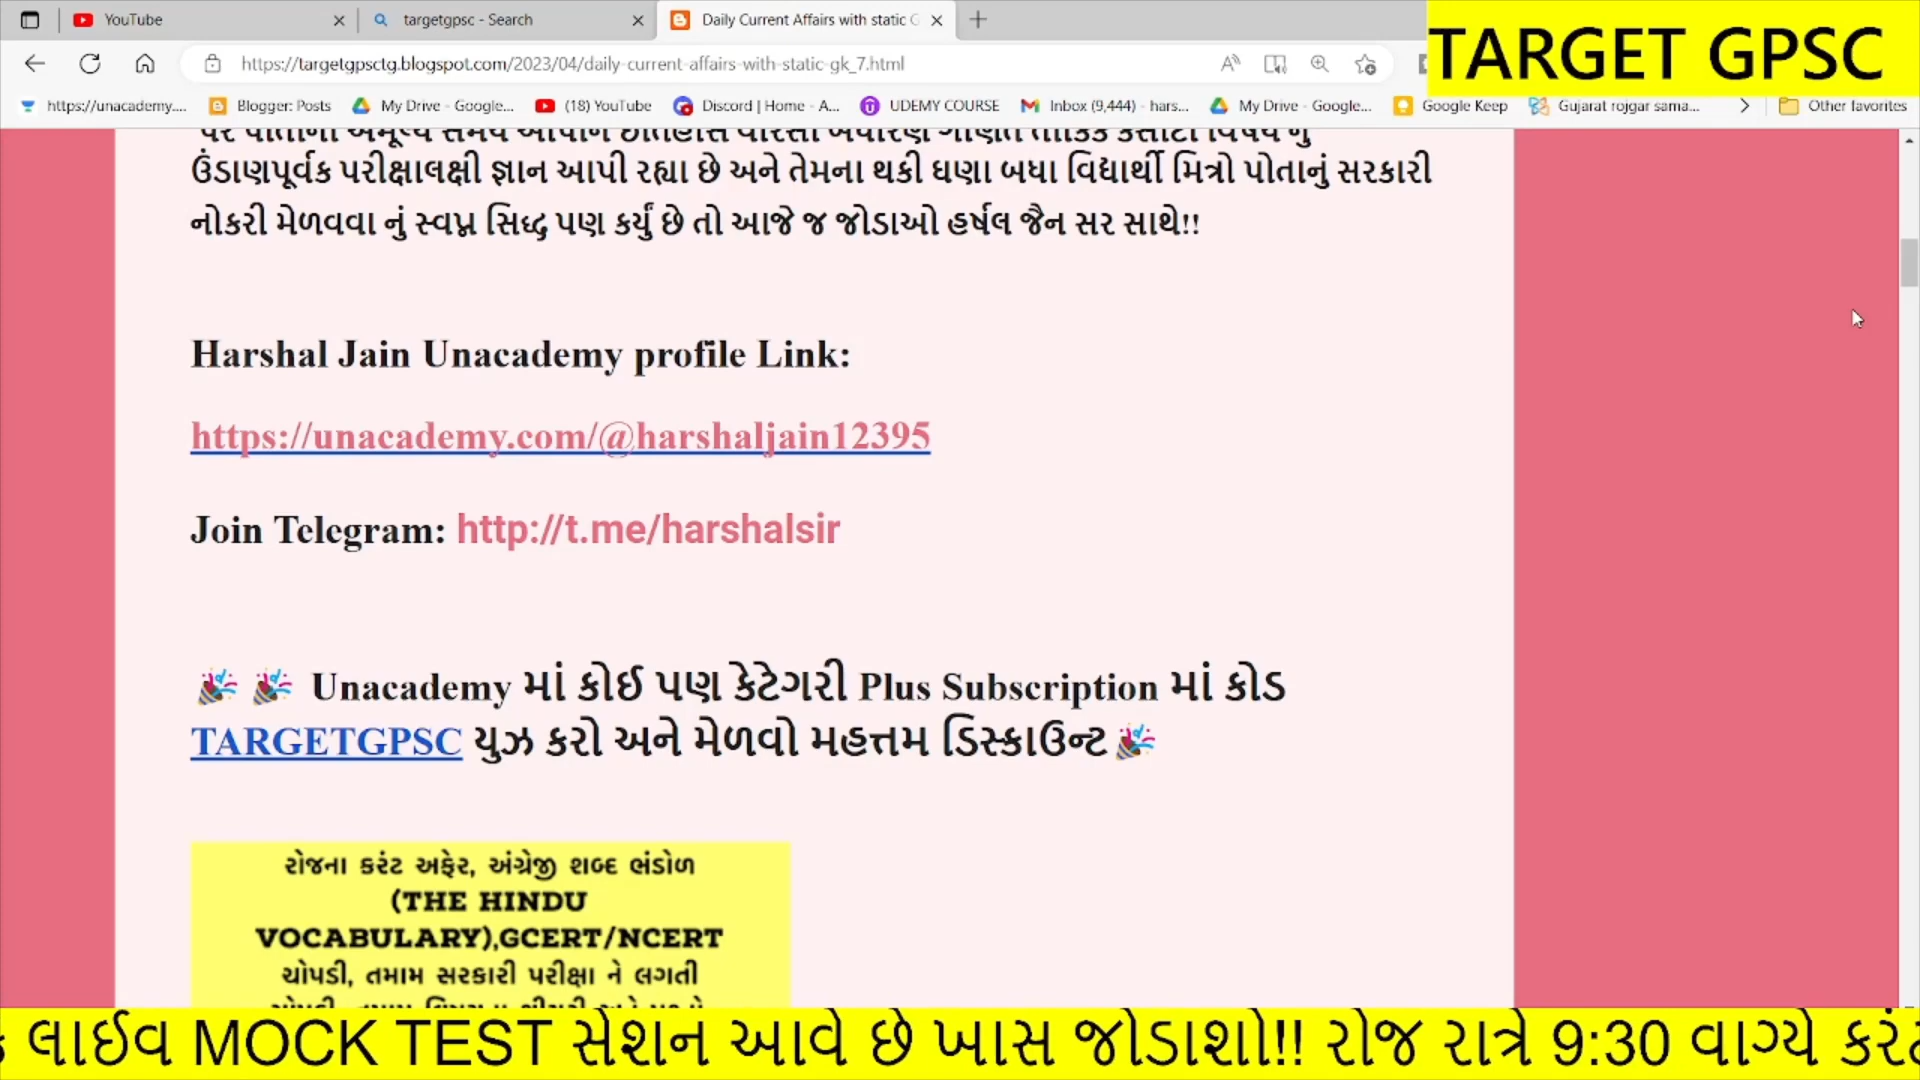 YouTube
targetgpsc - Search
Daily Current Affairs with static G
TARGET GPSC
https://targetgpsctg.blogspot.com/2023/04/daily-current-affairs-with-static-gk_7.html
https://unacademy....
Blogger: Posts
My Drive - Google...
(18) YouTube
Discord | Home - A...
UDEMY COURSE
Inbox (9,444) - hars...
My Drive - Google...
Google Keep
Gujarat rojgar sama...
Other favorites
ઉંડાણપૂર્વક પરીક્ષાલક્ષી જ્ઞાન આપી રહ્યા છે અને તેમના થકી ઘણા બધા વિદ્યાર્થી મિત્રો પોતાનું સરકારી
નોકરી મેળવવા નું સ્વપ્ન સિદ્ધ પણ કર્યું છે તો આજે જ જોડાઓ હર્ષલ જૈન સર સાથે!!
Harshal Jain Unacademy profile Link:
https://unacademy.com/@harshaljain12395
Join Telegram: http://t.me/harshalsir
Unacademy માં કોઈ પણ કેટેગરી Plus Subscription માં કોડ
TARGETGPSC યુઝ કરો અને મેળવો મહત્તમ ડિસ્કાઉન્ટ
રોજના કરંટ અફેર, અંગ્રેજી શબ્દ ભંડોળ
(THE HINDU
VOCABULARY),GCERT/NCERT
ચોપડી, તમામ સરકારી પરીક્ષા ને લગતી
લાઈવ MOCK TEST સેશન આવે છે ખાસ જોડાશો!! રોજ રાત્રે 9:30 વાગ્યે કરંટ